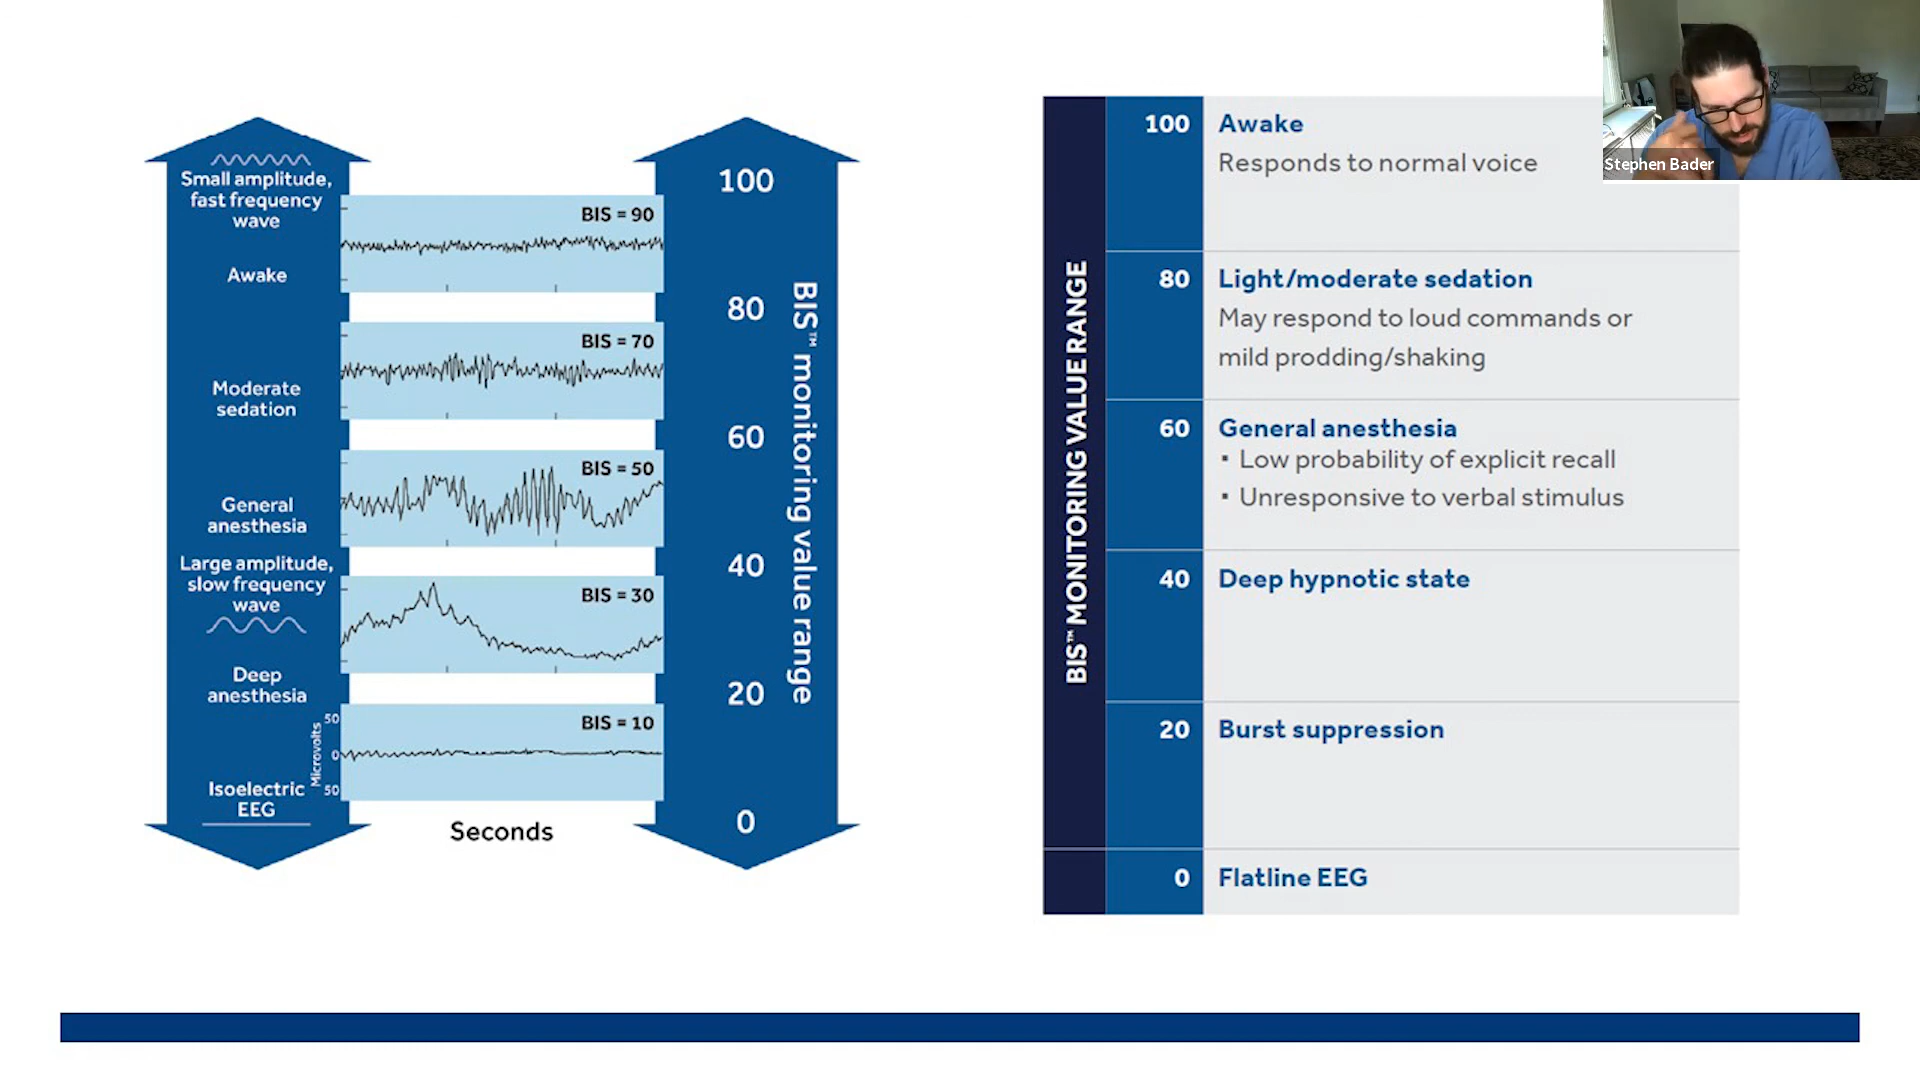 Small amplitude,
fast frequency
wave
Awake
Moderate
sedation
General
anesthesia
Large amplitude,
slow frequency
wave
Deep
anesthesia
Isoelectric
EEG
BIS = 90
BIS = 70
BIS = 50
BIS = 30
BIS = 10
Microvolts
50
0
50
Seconds
100
80
60
40
20
0
BIS™ monitoring value range
BIS™ MONITORING VALUE RANGE
100 Awake
Responds to normal voice
80 Light/moderate sedation
May respond to loud commands or
mild prodding/shaking
60 General anesthesia
▪ Low probability of explicit recall
▪ Unresponsive to verbal stimulus
40 Deep hypnotic state
20 Burst suppression
0 Flatline EEG
Stephen Bader